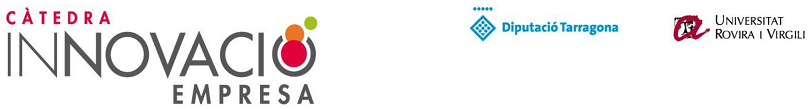 CÀTEDRA
INNOVACIÓ
EMPRESA
Diputació Tarragona
UNIVERSITAT
ROVIRA I VIRGILI